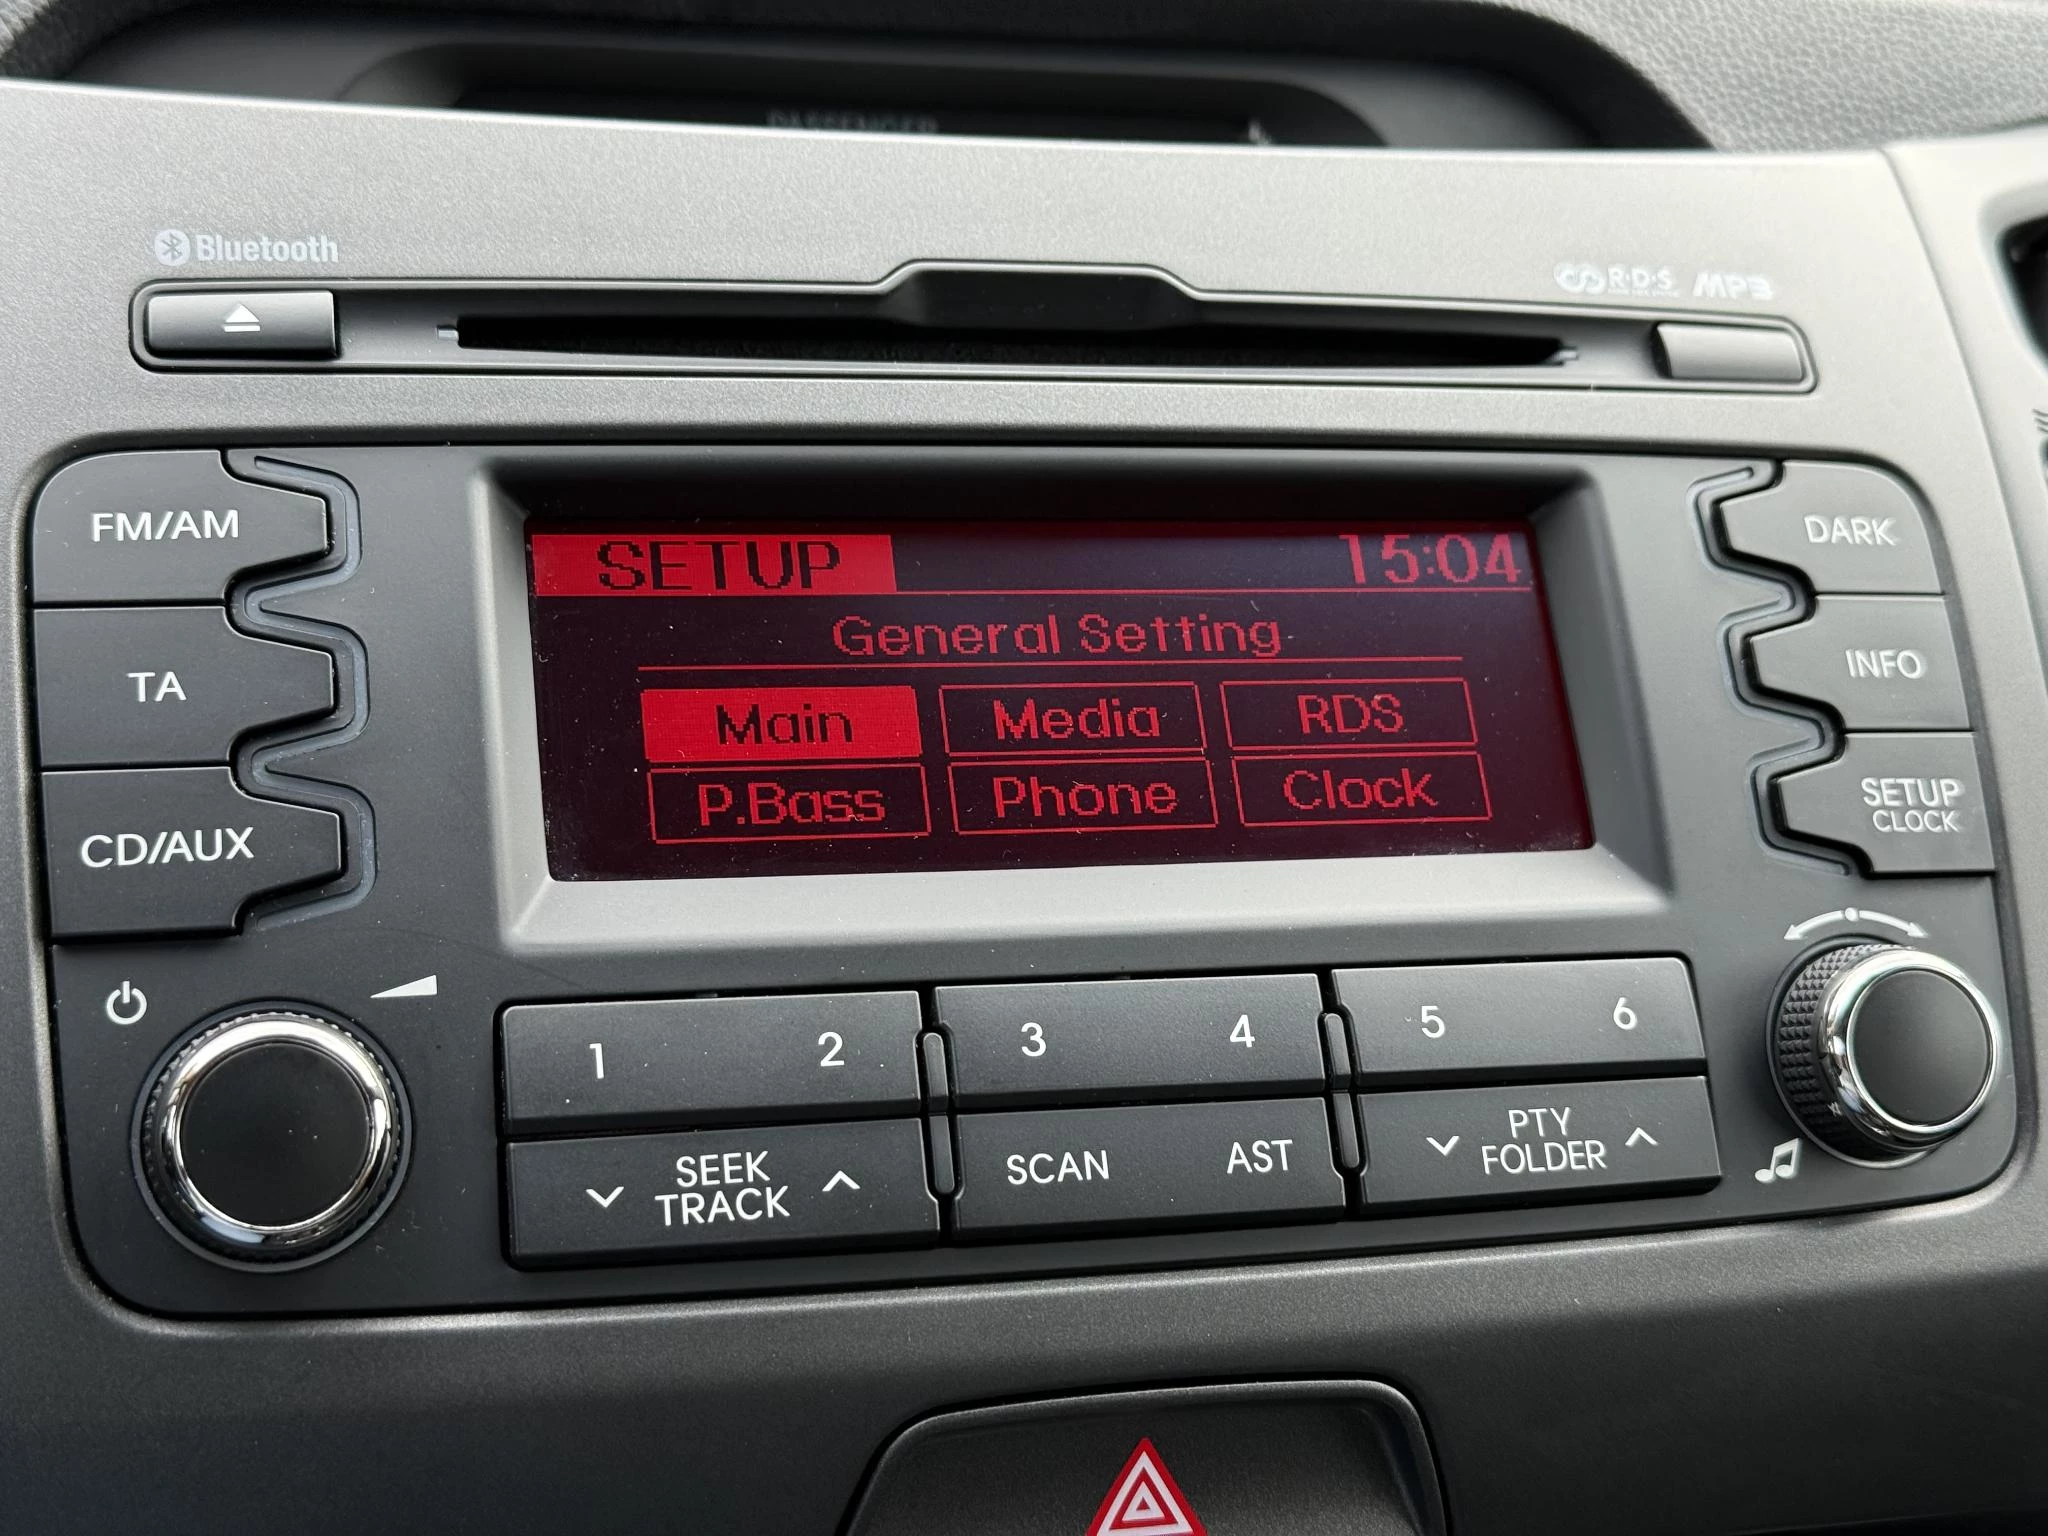 PASSENGER
Bluetooth
R·D·S MP3
FM/AM
TA
CD/AUX
SETUP 15:04
General Setting
Main Media RDS
P.Bass Phone Clock
DARK
INFO
SETUP
CLOCK
1 2 3 4 5 6
SEEK
TRACK
SCAN AST
PTY
FOLDER